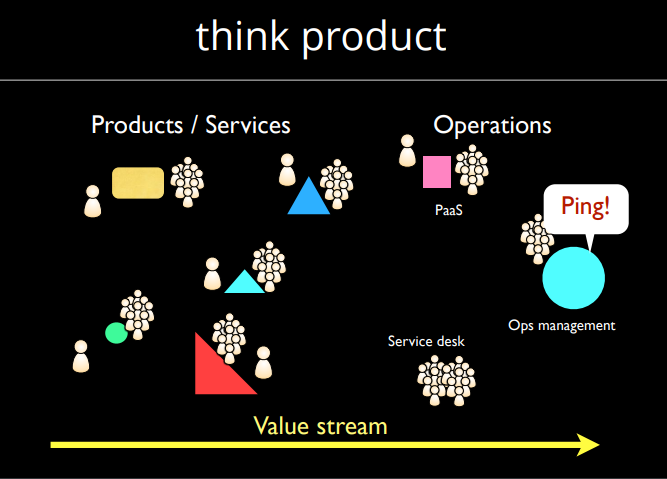 think product
Products / Services
Operations
PaaS
Ping!
Ops management
Service desk
Value stream